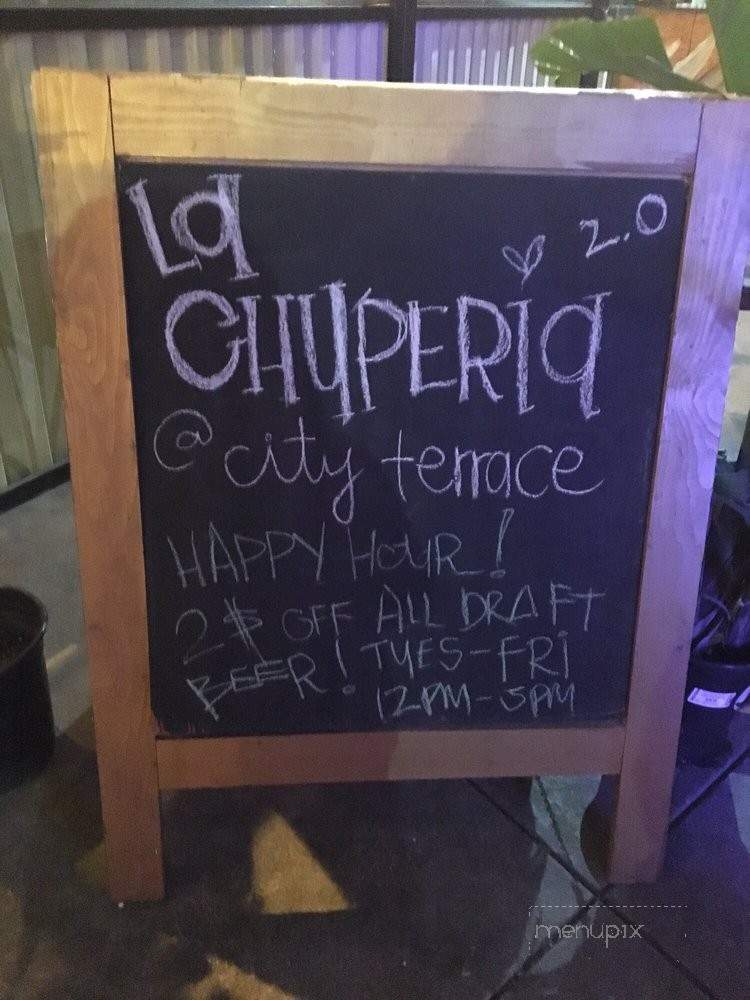 La 2.0
CHUPERIA
@ city terrace
HAPPY HOUR!
2$ OFF ALL DRAFT
BEER! TUES-FRI
12PM-5PM
menupix